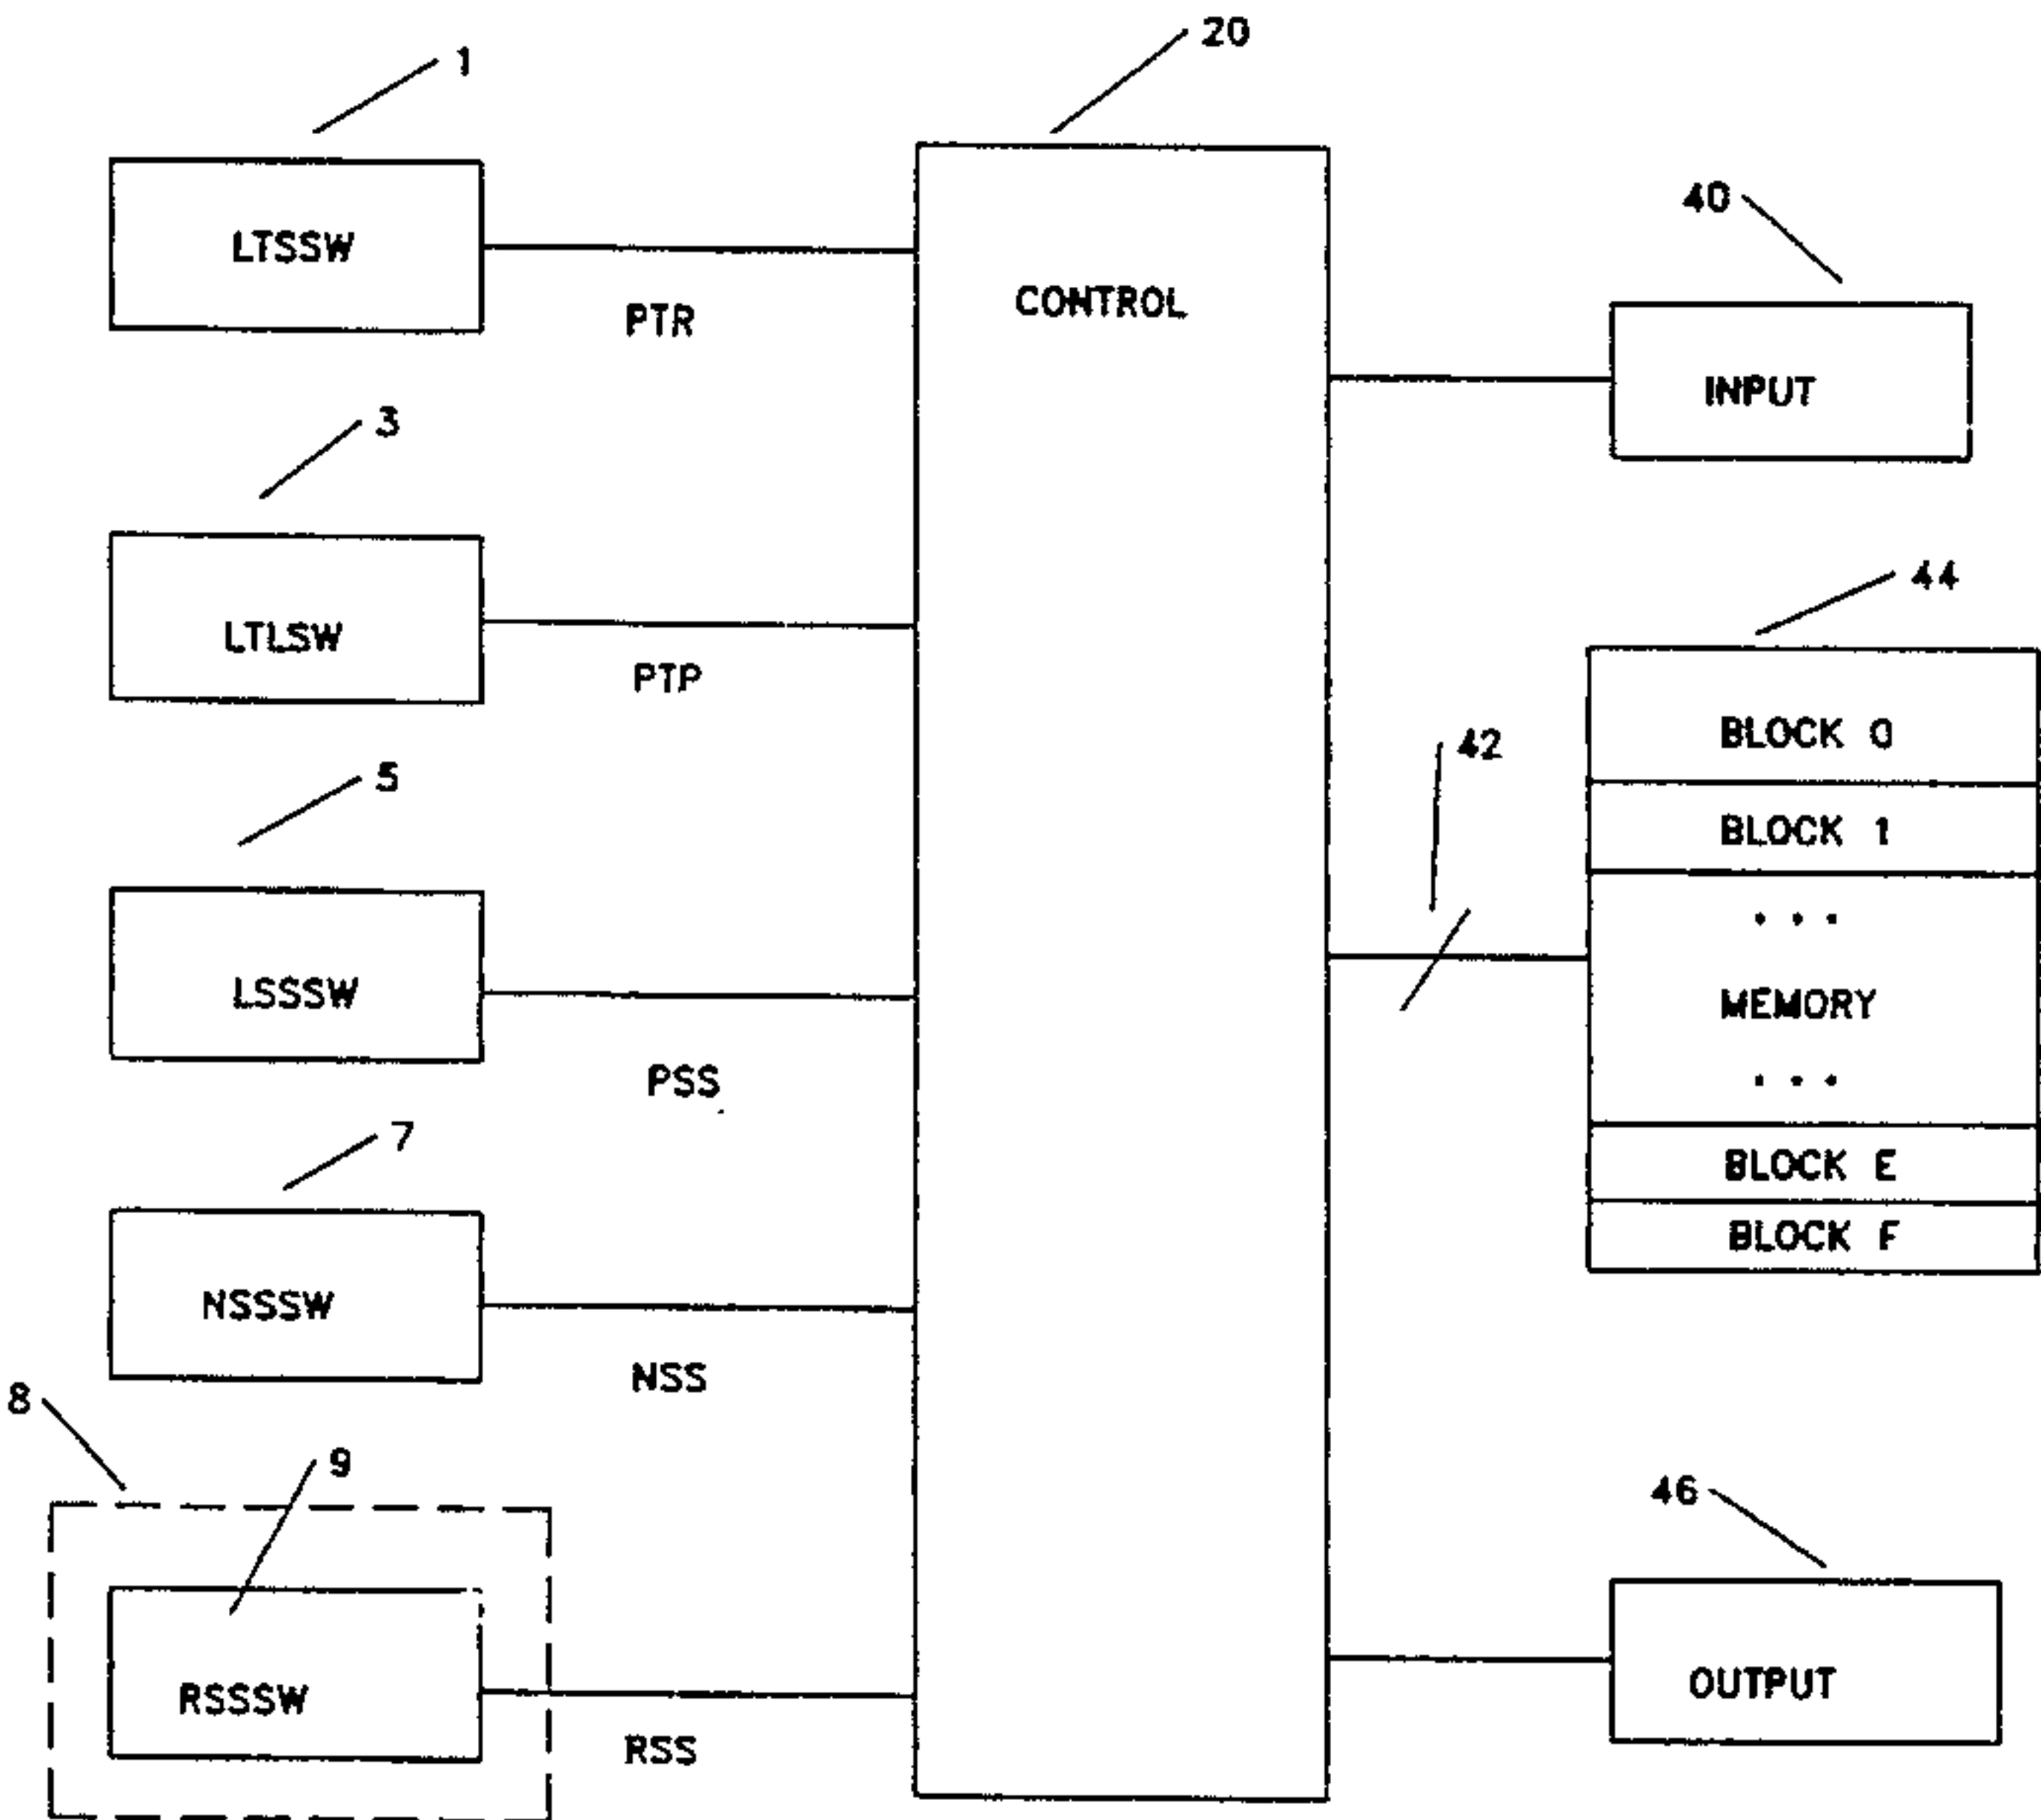 1
20
LTSSW
PTR
CONTROL
40
INPUT
3
LTLSW
PTP
44
BLOCK 0
BLOCK 1
. . .
MEMORY
. . .
BLOCK E
BLOCK F
42
5
LSSSW
PSS
7
NSSSW
NSS
8
9
RSSSW
RSS
46
OUTPUT